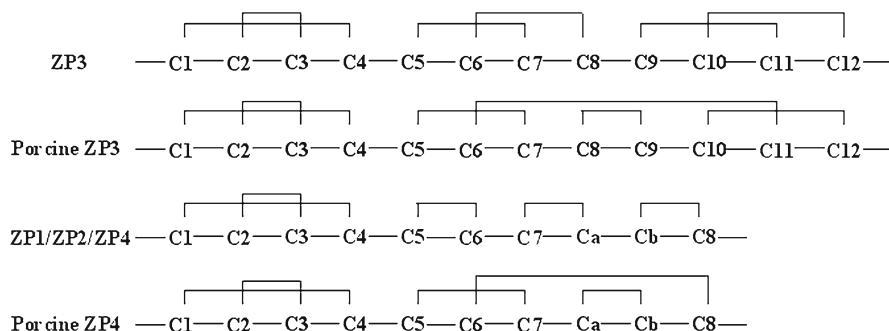 ZP3 C1 C2 C3 C4 C5 C6 C7 C8 C9 C10 C11 C12
Porcine ZP3 C1 C2 C3 C4 C5 C6 C7 C8 C9 C10 C11 C12
ZP1/ZP2/ZP4 C1 C2 C3 C4 C5 C6 C7 Ca Cb C8
Porcine ZP4 C1 C2 C3 C4 C5 C6 C7 Ca Cb C8